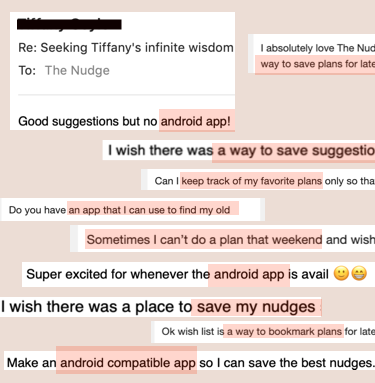 Re: Seeking Tiffany's infinite wisdom
To: The Nudge
Good suggestions but no android app!
I absolutely love The Nud
way to save plans for late
I wish there was a way to save suggestio
Can I keep track of my favorite plans only so tha
Do you have an app that I can use to find my old
Sometimes I can't do a plan that weekend and wish
Super excited for whenever the android app is avail 🙂😁
I wish there was a place to save my nudges
Ok wish list is a way to bookmark plans for late
Make an android compatible app so I can save the best nudges.